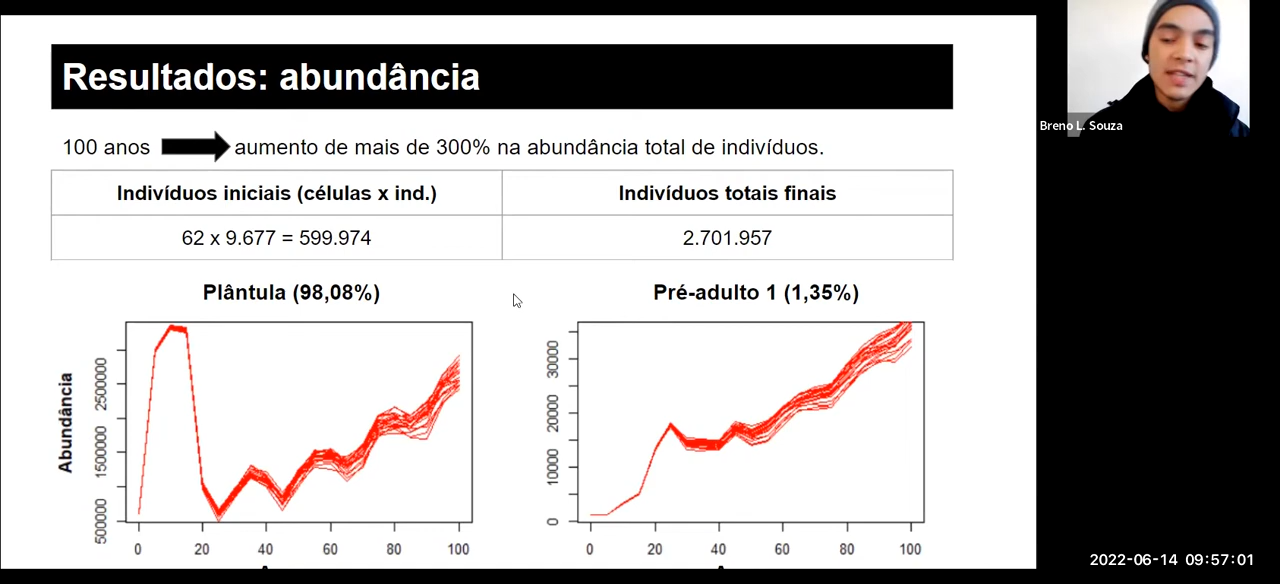 Resultados: abundância
100 anos aumento de mais de 300% na abundância total de indivíduos.
Indivíduos iniciais (células x ind.) Indivíduos totais finais
62 x 9.677 = 599.974 2.701.957
Plântula (98,08%) Pré-adulto 1 (1,35%)
Abundância
500000 1500000 2500000
0 20 40 60 80 100
0 10000 20000 30000
0 20 40 60 80 100
Breno L. Souza
2022-06-14 09:57:01